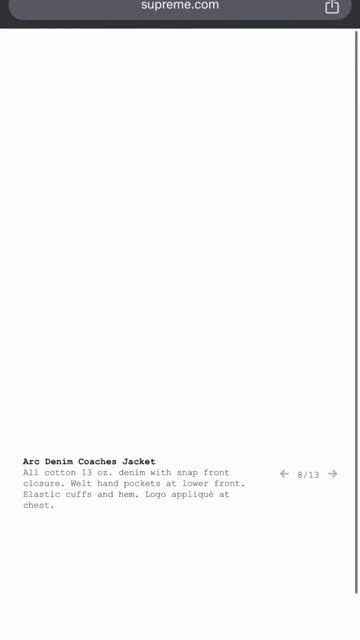 supreme.com
Arc Denim Coaches Jacket
All cotton 13 oz. denim with snap front
closure. Welt hand pockets at lower front.
Elastic cuffs and hem. Logo appliqué at
chest.
← 8/13 →